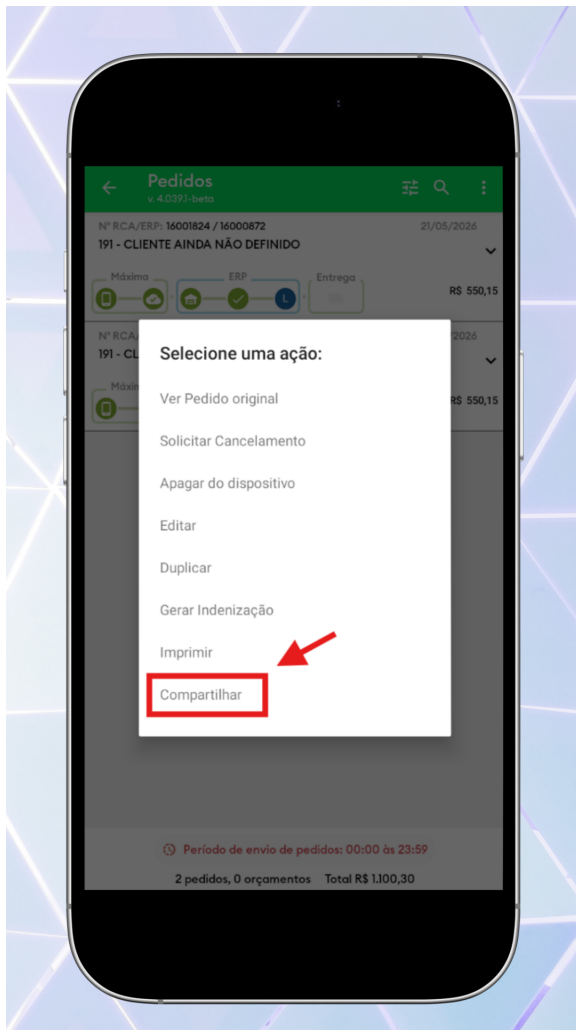 Pedidos
v. 4.039.1-beta
Nº RCA/ERP: 16001824 / 16000872 21/05/2026
191 - CLIENTE AINDA NÃO DEFINIDO
Máxima ERP Entrega
L
R$ 550,15
Nº RCA /2026
191 - CL
Máxim
R$ 550,15
Selecione uma ação:
Ver Pedido original
Solicitar Cancelamento
Apagar do dispositivo
Editar
Duplicar
Gerar Indenização
Imprimir
Compartilhar
Período de envio de pedidos: 00:00 às 23:59
2 pedidos, 0 orçamentos Total R$ 1.100,30